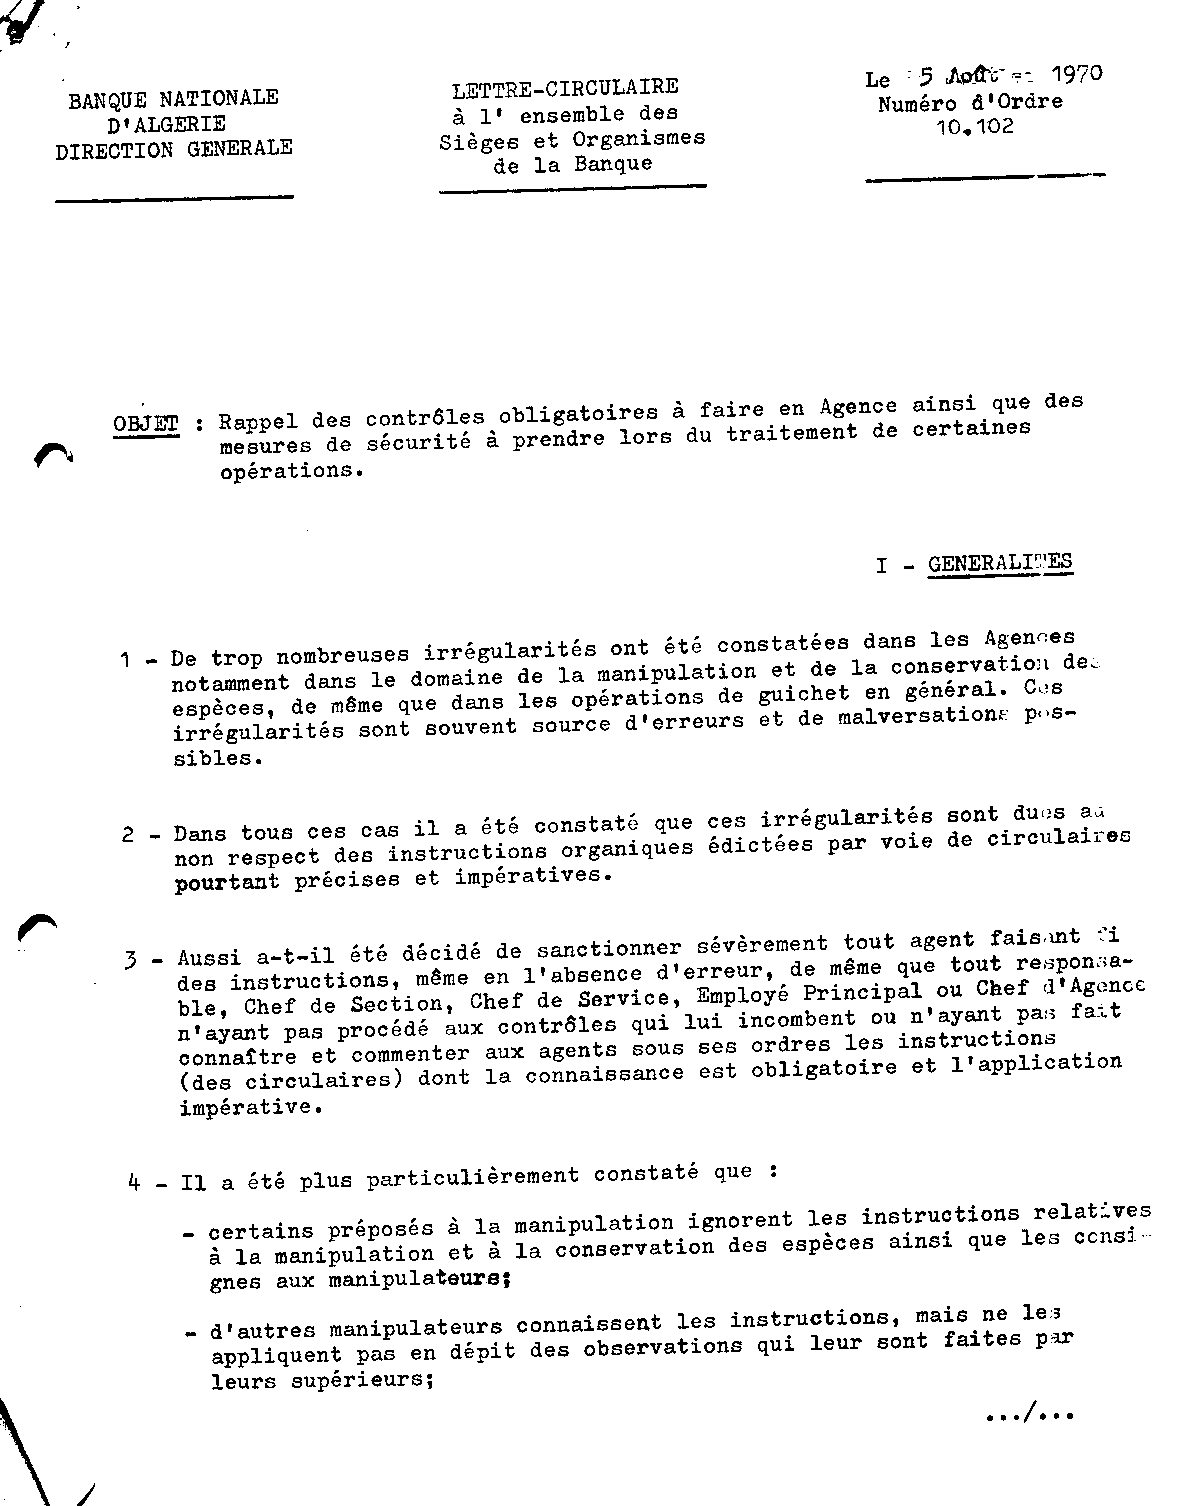 BANQUE NATIONALE
D'ALGERIE
DIRECTION GENERALE
LETTRE-CIRCULAIRE
à l' ensemble des
Sièges et Organismes
de la Banque
Le 5 Août 1970
Numéro d'Ordre
10.102
OBJET : Rappel des contrôles obligatoires à faire en Agence ainsi que des
mesures de sécurité à prendre lors du traitement de certaines
opérations.
I - GENERALITES
1 - De trop nombreuses irrégularités ont été constatées dans les Agences
notamment dans le domaine de la manipulation et de la conservation des
espèces, de même que dans les opérations de guichet en général. Ces
irrégularités sont souvent source d'erreurs et de malversations pos-
sibles.
2 - Dans tous ces cas il a été constaté que ces irrégularités sont dues au
non respect des instructions organiques édictées par voie de circulaires
pourtant précises et impératives.
3 - Aussi a-t-il été décidé de sanctionner sévèrement tout agent faisant fi
des instructions, même en l'absence d'erreur, de même que tout responsa-
ble, Chef de Section, Chef de Service, Employé Principal ou Chef d'Agence
n'ayant pas procédé aux contrôles qui lui incombent ou n'ayant pas fait
connaître et commenter aux agents sous ses ordres les instructions
(des circulaires) dont la connaissance est obligatoire et l'application
impérative.
4 - Il a été plus particulièrement constaté que :
- certains préposés à la manipulation ignorent les instructions relatives
à la manipulation et à la conservation des espèces ainsi que les consi-
gnes aux manipulateurs;
- d'autres manipulateurs connaissent les instructions, mais ne les
appliquent pas en dépit des observations qui leur sont faites par
leurs supérieurs;
.../...